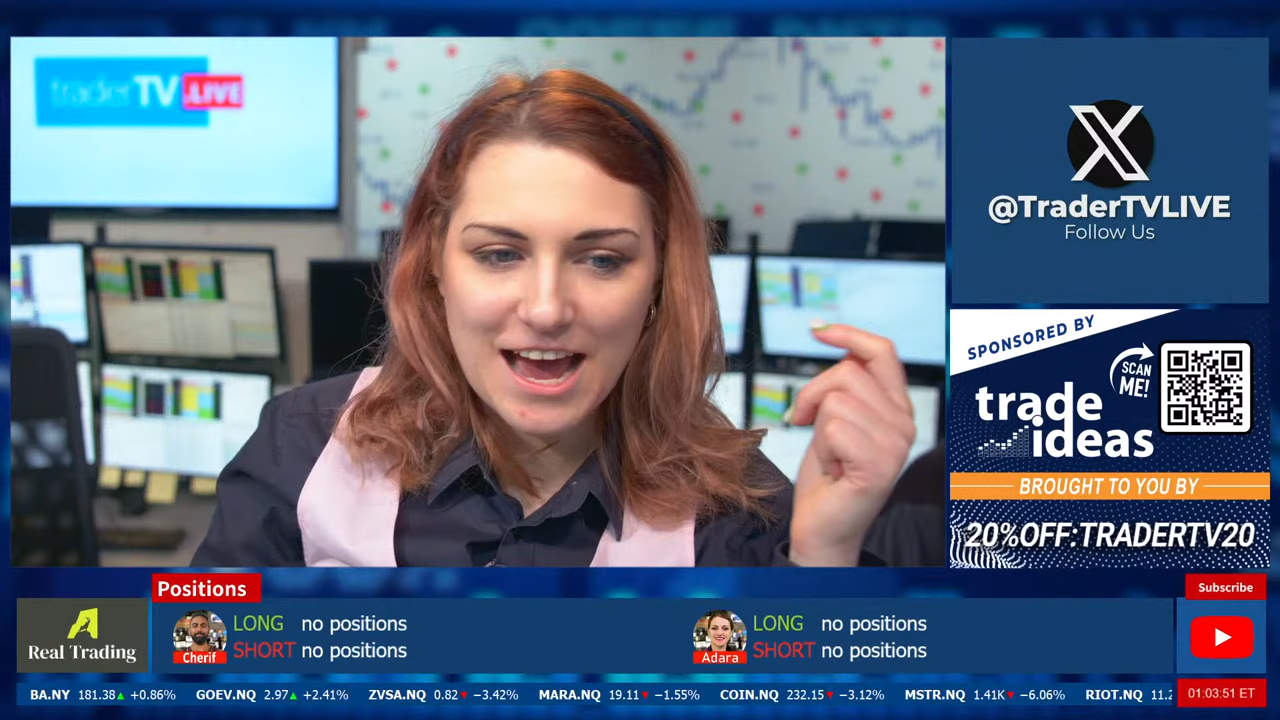 traderTV.LIVE
@TraderTVLIVE
Follow Us
SPONSORED BY
SCAN
ME!
trade
ideas
BROUGHT TO YOU BY
20%OFF:TRADERTV20
Positions
Subscribe
Real Trading
Cherif
LONG no positions
SHORT no positions
Adara
LONG no positions
SHORT no positions
BA.NY 181.38▲ +0.86% GOEV.NQ 2.97▲ +2.41% ZVSA.NQ 0.82▼ −3.42% MARA.NQ 19.11▼ −1.55% COIN.NQ 232.15▼ −3.12% MSTR.NQ 1.41K▼ −6.06% RIOT.NQ 11.2
01:03:51 ET